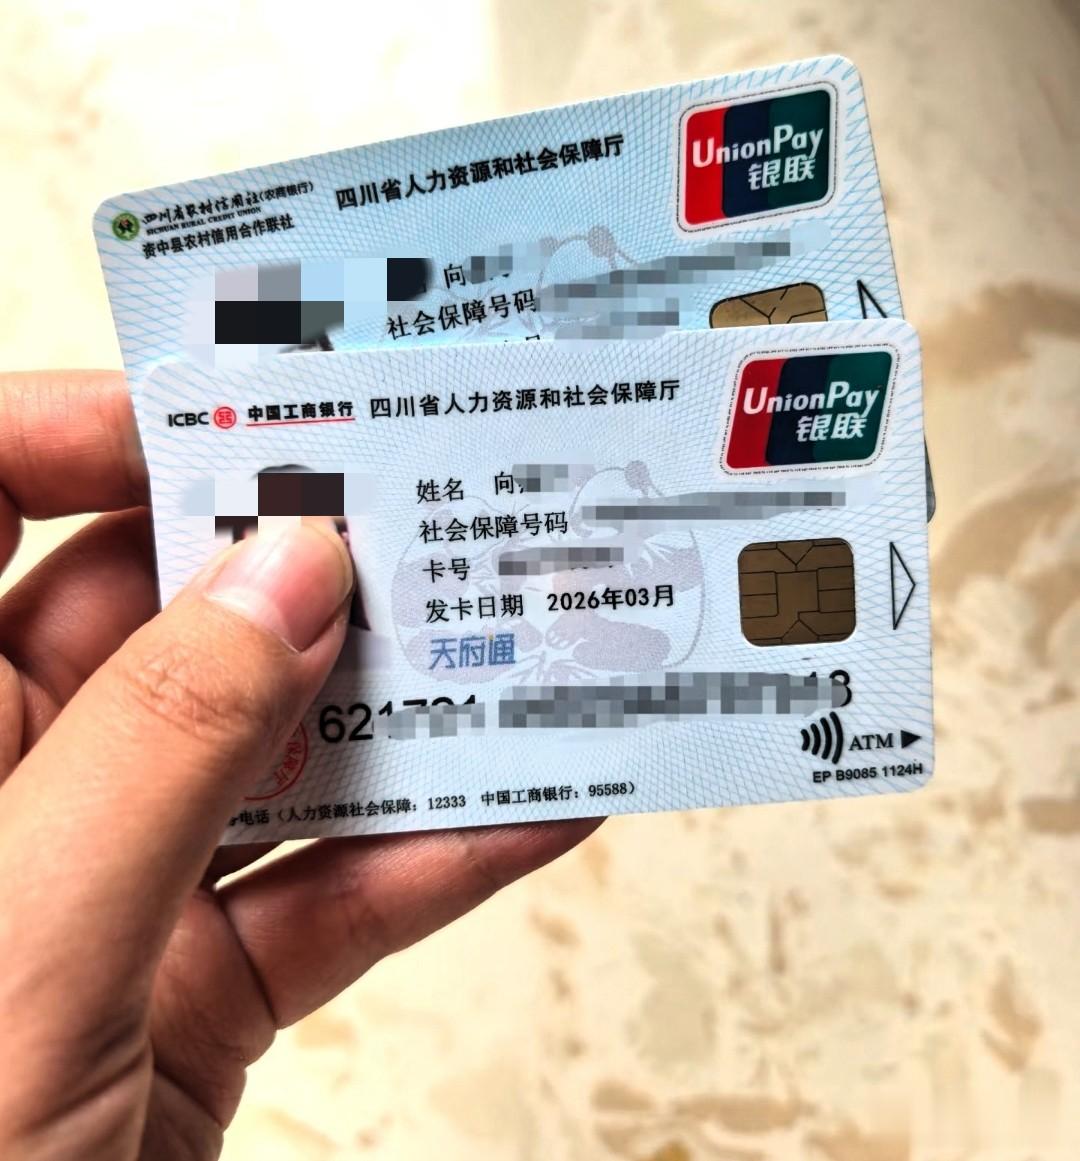 四川省农村信用社(农商银行)
SICHUAN RURAL CREDIT UNION
资中县农村信用合作联社
四川省人力资源和社会保障厅
UnionPay
银联
向
社会保障号码
ICBC 中国工商银行
四川省人力资源和社会保障厅
UnionPay
银联
姓名 向
社会保障号码
卡号
发卡日期 2026年03月
天府通
621
ATM
EP B9085 1124H
电话（人力资源社会保障：12333 中国工商银行：95588）